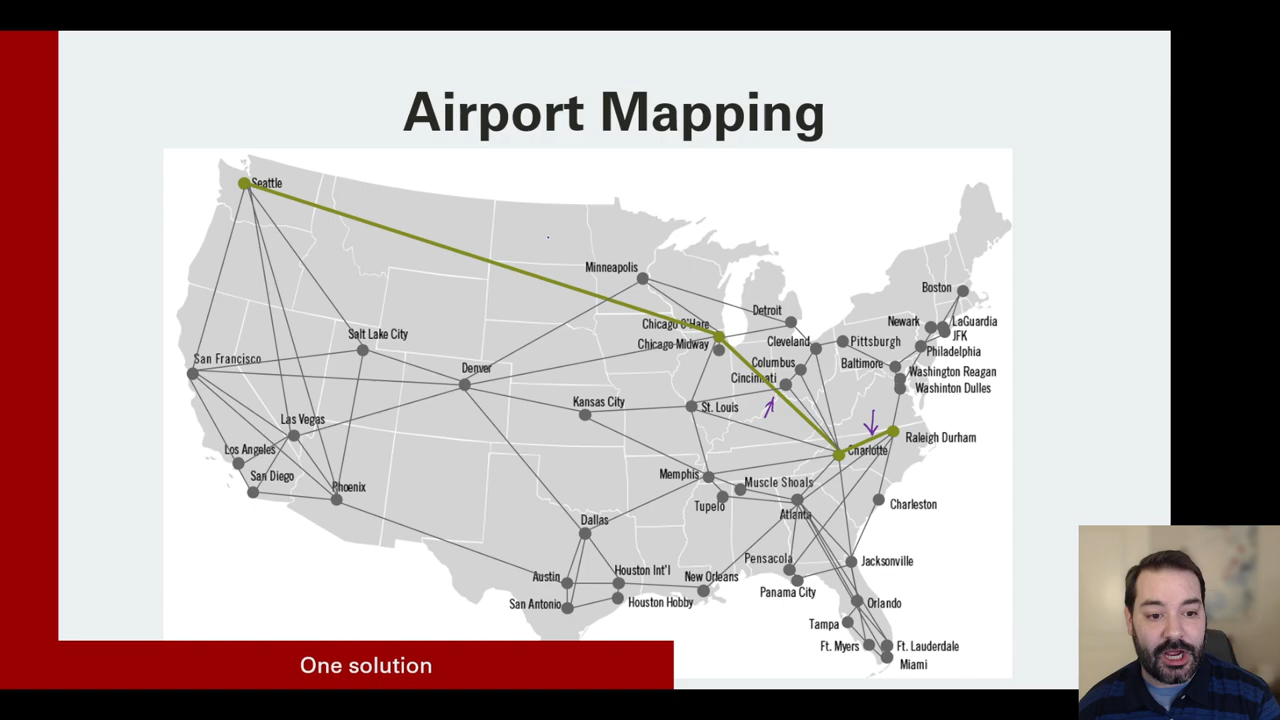 Airport Mapping
Seattle
Minneapolis
Boston
Detroit
Newark
LaGuardia
Chicago O'Hare
JFK
Salt Lake City
Cleveland
Pittsburgh
Chicago Midway
Philadelphia
San Francisco
Columbus
Baltimore
Denver
Washington Reagan
Cincinnati
Washinton Dulles
Kansas City
St. Louis
Las Vegas
Raleigh Durham
Los Angeles
Charlotte
San Diego
Memphis
Muscle Shoals
Phoenix
Tupelo
Charleston
Atlanta
Dallas
Pensacola
Jacksonville
Austin
Houston Int'l
New Orleans
Panama City
San Antonio
Houston Hobby
Orlando
Tampa
Ft. Myers
Ft. Lauderdale
Miami
One solution